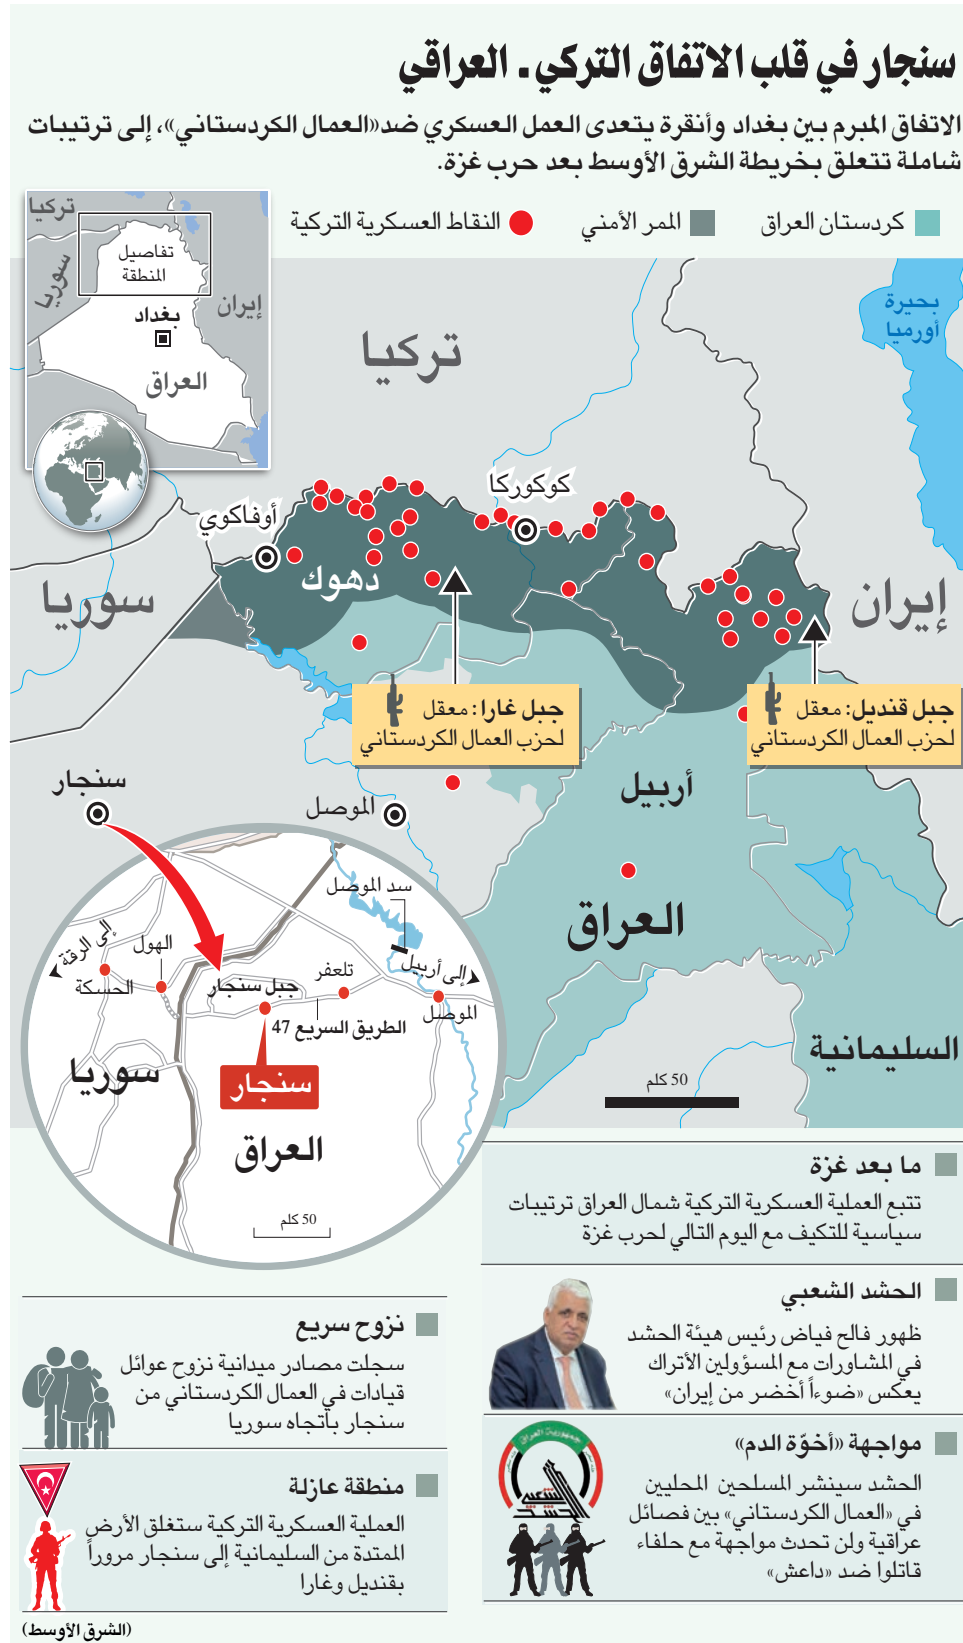 سنجار في قلب الاتفاق التركي ـ العراقي
الاتفاق المبرم بين بغداد وأنقرة يتعدى العمل العسكري ضد«العمال الكردستاني»، إلى ترتيبات
شاملة تتعلق بخريطة الشرق الأوسط بعد حرب غزة.
كردستان العراق
الممر الأمني
النقاط العسكرية التركية
تركيا
تفاصيل
المنطقة
سوريا
إيران
بغداد
العراق
بحيرة
أورميا
تركيا
كوكوركا
أوفاكوي
دهوك
سوريا
إيران
جبل غارا: معقل
لحزب العمال الكردستاني
جبل قنديل: معقل
لحزب العمال الكردستاني
سنجار
الموصل
أربيل
العراق
السليمانية
50 كلم
سد الموصل
إلى الرقة
الهول
الحسكة
جبل سنجار
تلعفر
إلى أربيل
الموصل
الطريق السريع 47
سنجار
سوريا
العراق
50 كلم
ما بعد غزة
تتبع العملية العسكرية التركية شمال العراق ترتيبات
سياسية للتكيف مع اليوم التالي لحرب غزة
الحشد الشعبي
ظهور فالح فياض رئيس هيئة الحشد
في المشاورات مع المسؤولين الأتراك
يعكس «ضوءاً أخضر من إيران»
مواجهة «أخوّة الدم»
الحشد سينشر المسلحين المحليين
في «العمال الكردستاني» بين فصائل
عراقية ولن تحدث مواجهة مع حلفاء
قاتلوا ضد «داعش»
جمهورية العراق
الحشد الشعبي
نزوح سريع
سجلت مصادر ميدانية نزوح عوائل
قيادات في العمال الكردستاني من
سنجار باتجاه سوريا
منطقة عازلة
العملية العسكرية التركية ستغلق الأرض
الممتدة من السليمانية إلى سنجار مروراً
بقنديل وغارا
(الشرق الأوسط)